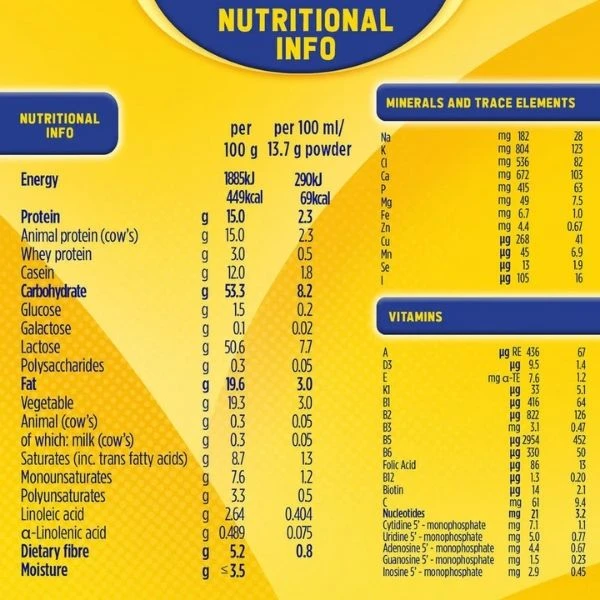 NUTRITIONAL
INFO
NUTRITIONAL
INFO
per per 100 ml/
100 g 13.7 g powder
Energy 1885kJ 290kJ
449kcal 69kcal
Protein g 15.0 2.3
Animal protein (cow's) g 15.0 2.3
Whey protein g 3.0 0.5
Casein g 12.0 1.8
Carbohydrate g 53.3 8.2
Glucose g 1.5 0.2
Galactose g 0.1 0.02
Lactose g 50.6 7.7
Polysaccharides g 0.3 0.05
Fat g 19.6 3.0
Vegetable g 19.3 3.0
Animal (cow's) g 0.3 0.05
of which: milk (cow's) g 0.3 0.05
Saturates (inc. trans fatty acids) g 8.7 1.3
Monounsaturates g 7.6 1.2
Polyunsaturates g 3.3 0.5
Linoleic acid g 2.64 0.404
α-Linolenic acid g 0.489 0.075
Dietary fibre g 5.2 0.8
Moisture g ≤3.5
MINERALS AND TRACE ELEMENTS
Na mg 182 28
K mg 804 123
Cl mg 536 82
Ca mg 672 103
P mg 415 63
Mg mg 49 7.5
Fe mg 6.7 1.0
Zn mg 4.4 0.67
Cu µg 268 41
Mn µg 45 6.9
Se µg 13 1.9
I µg 105 16
VITAMINS
A µg RE 436 67
D3 µg 9.5 1.4
E mg α-TE 7.6 1.2
K1 µg 33 5.1
B1 µg 416 64
B2 µg 822 126
B3 mg 3.1 0.47
B5 µg 2954 452
B6 µg 330 50
Folic Acid µg 86 13
B12 µg 1.3 0.20
Biotin µg 14 2.1
C mg 61 9.4
Nucleotides mg 21 3.2
Cytidine 5' - monophosphate mg 7.1 1.1
Uridine 5' - monophosphate mg 5.0 0.77
Adenosine 5' - monophosphate mg 4.4 0.67
Guanosine 5' - monophosphate mg 1.5 0.23
Inosine 5' - monophosphate mg 2.9 0.45